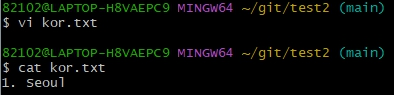 82102@LAPTOP-H8VAEPC9 MINGW64 ~/git/test2 (main)
$ vi kor.txt
82102@LAPTOP-H8VAEPC9 MINGW64 ~/git/test2 (main)
$ cat kor.txt
1. Seoul